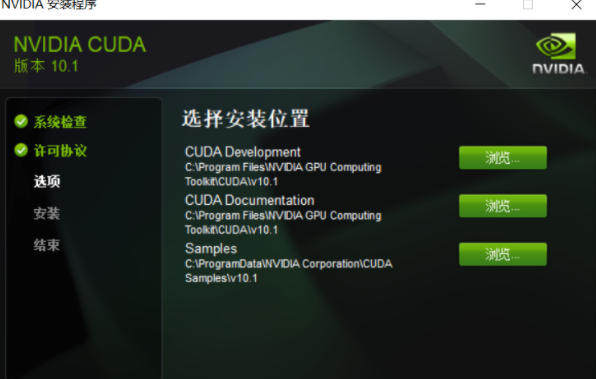 NVIDIA 安装程序
NVIDIA CUDA
版本 10.1
NVIDIA.
系统检查
许可协议
选项
安装
结束
选择安装位置
CUDA Development
C:\Program Files\NVIDIA GPU Computing
Toolkit\CUDA\v10.1
浏览...
CUDA Documentation
C:\Program Files\NVIDIA GPU Computing
Toolkit\CUDA\v10.1
浏览...
Samples
C:\ProgramData\NVIDIA Corporation\CUDA
Samples\v10.1
浏览...